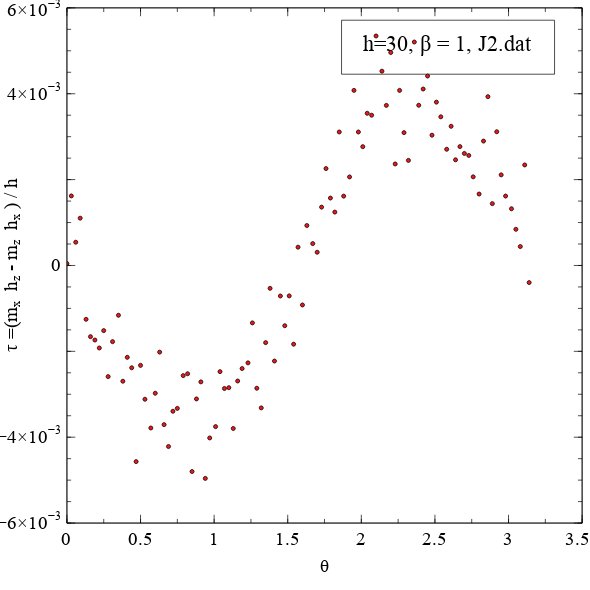 6×10⁻³
h=30, β = 1, J2.dat
4×10⁻³
τ =(mₓ h_z - m_z hₓ ) / h
0
−4×10⁻³
−6×10⁻³
0 0.5 1 1.5 2 2.5 3 3.5
θ